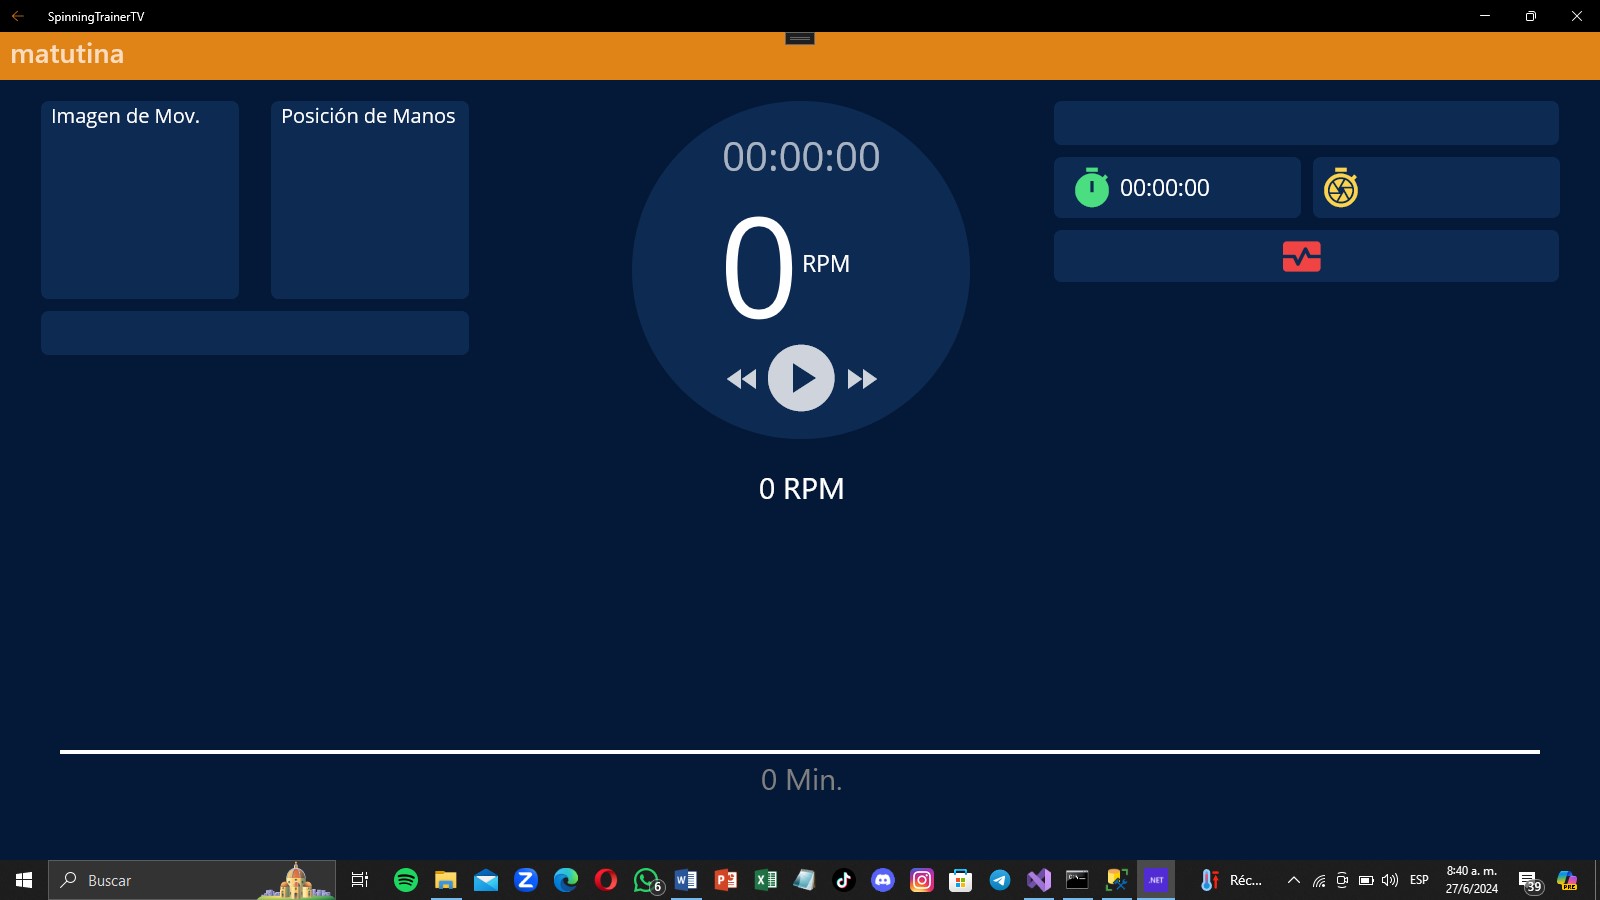 SpinningTrainerTV
matutina
Imagen de Mov.
Posición de Manos
00:00:00
0 RPM
00:00:00
0 RPM
0 Min.
Buscar
6
.NET
Réc...
ESP
8:40 a. m.
27/6/2024
39
PRE